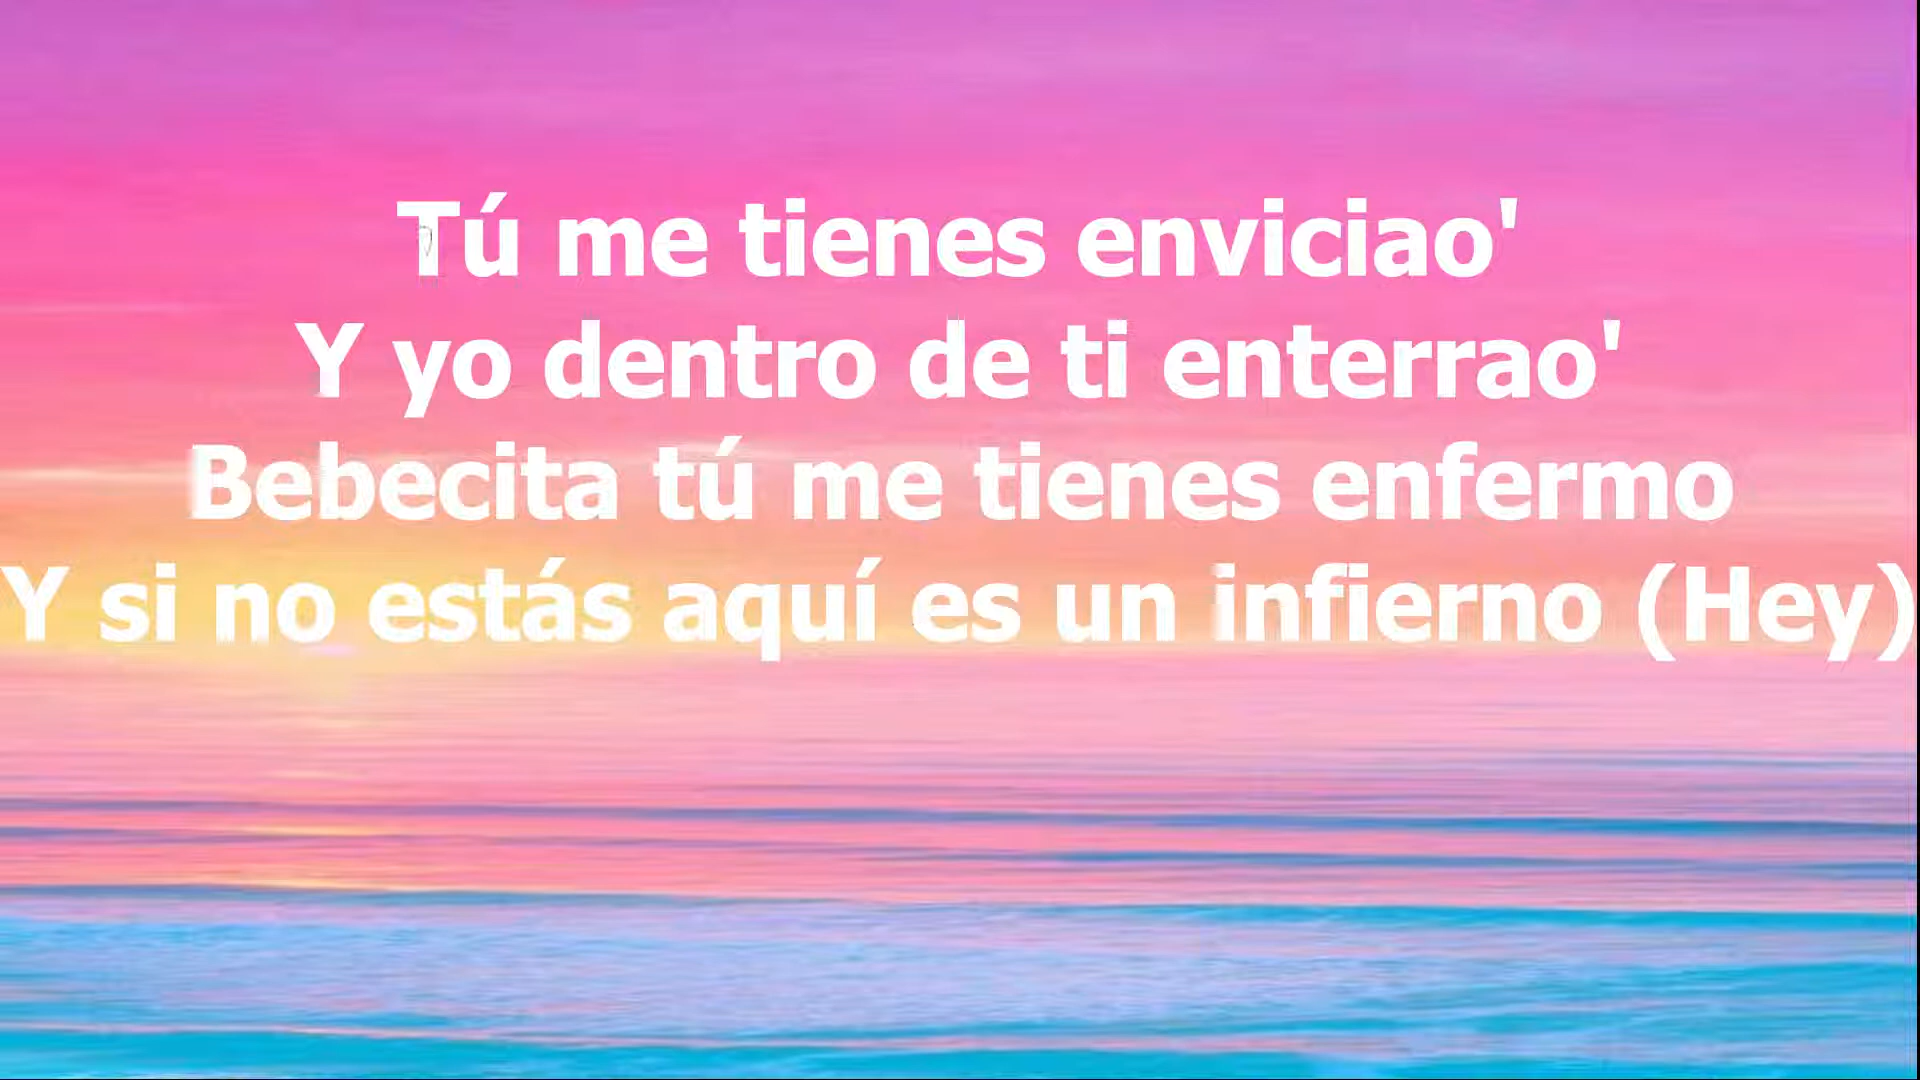 Tú me tienes enviciao'
Y yo dentro de ti enterrao'
Bebecita tú me tienes enfermo
Y si no estás aquí es un infierno (Hey)